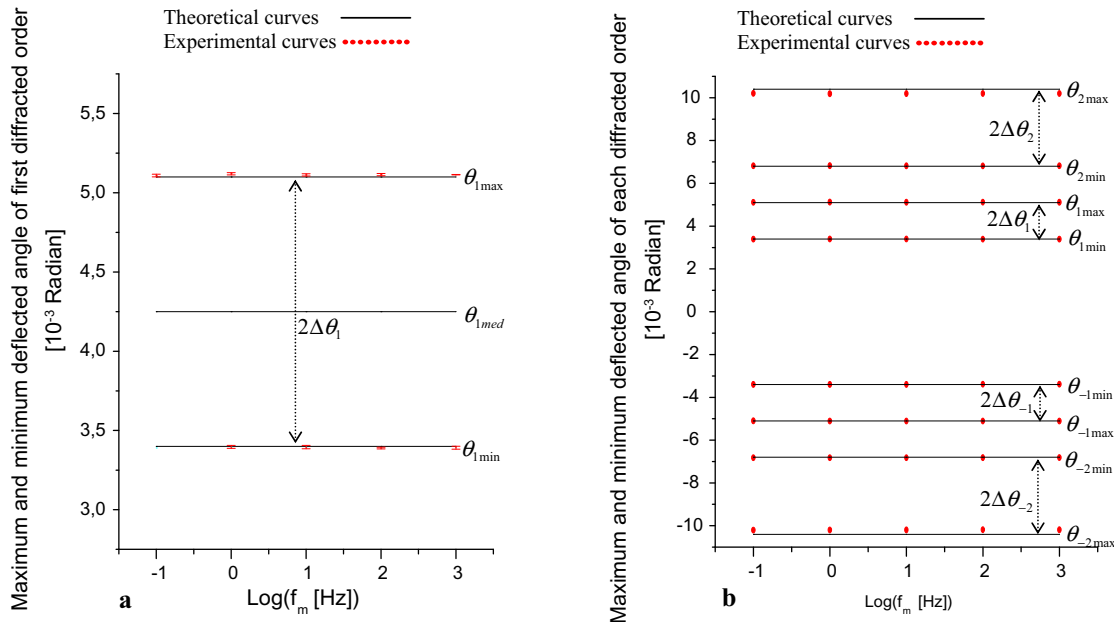 Theoretical curves
Experimental curves
Maximum and minimum deflected angle of first diffracted order
[10⁻³ Radian]
5,5
5,0
4,5
4,0
3,5
3,0
θ₁max
θ₁med
θ₁min
2Δθ₁
-1 0 1 2 3
a
Log(f_m [Hz])
Theoretical curves
Experimental curves
Maximum and minimum deflected angle of each diffracted order
[10⁻³ Radian]
10
8
6
4
2
0
-2
-4
-6
-8
-10
θ₂max
2Δθ₂
θ₂min
θ₁max
2Δθ₁
θ₁min
θ₋₁min
2Δθ₋₁
θ₋₁max
θ₋₂min
2Δθ₋₂
θ₋₂max
-1 0 1 2 3
b
Log(f_m [Hz])